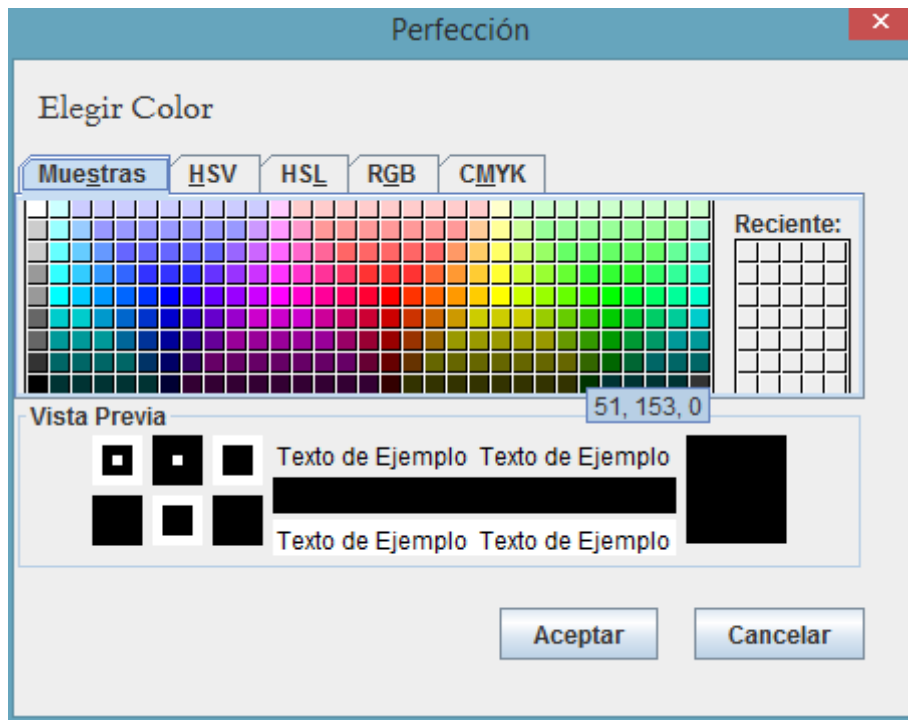 Perfección
Elegir Color
Muestras HSV HSL RGB CMYK
Reciente:
51, 153, 0
Vista Previa
Texto de Ejemplo Texto de Ejemplo
Texto de Ejemplo Texto de Ejemplo
Aceptar Cancelar